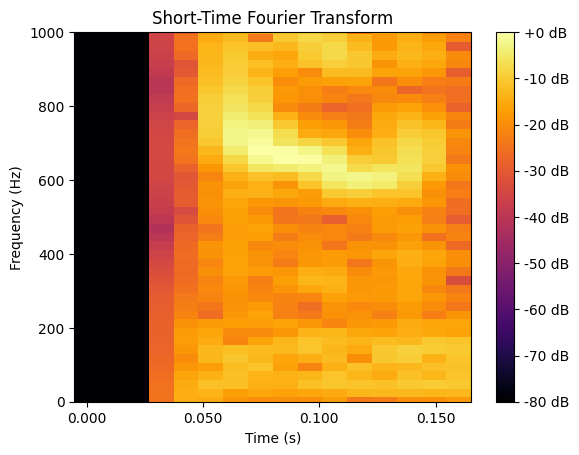 Short-Time Fourier Transform
1000
800
600
400
200
0
Frequency (Hz)
0.000
0.050
0.100
0.150
Time (s)
+0 dB
-10 dB
-20 dB
-30 dB
-40 dB
-50 dB
-60 dB
-70 dB
-80 dB